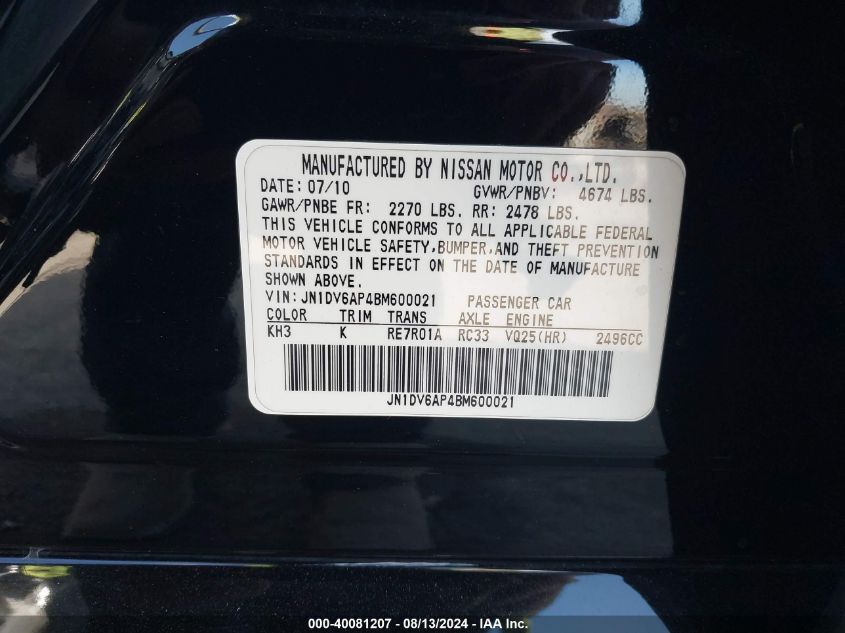 MANUFACTURED BY NISSAN MOTOR CO.,LTD.
DATE: 07/10 GVWR/PNBV: 4674 LBS.
GAWR/PNBE FR: 2270 LBS. RR: 2478 LBS.
THIS VEHICLE CONFORMS TO ALL APPLICABLE FEDERAL
MOTOR VEHICLE SAFETY,BUMPER,AND THEFT PREVENTION
STANDARDS IN EFFECT ON THE DATE OF MANUFACTURE
SHOWN ABOVE.
VIN: JN1DV6AP4BM600021 PASSENGER CAR
COLOR TRIM TRANS AXLE ENGINE
KH3 K RE7R01A RC33 VQ25(HR) 2496CC
JN1DV6AP4BM600021
000-40081207 - 08/13/2024 - IAA Inc.